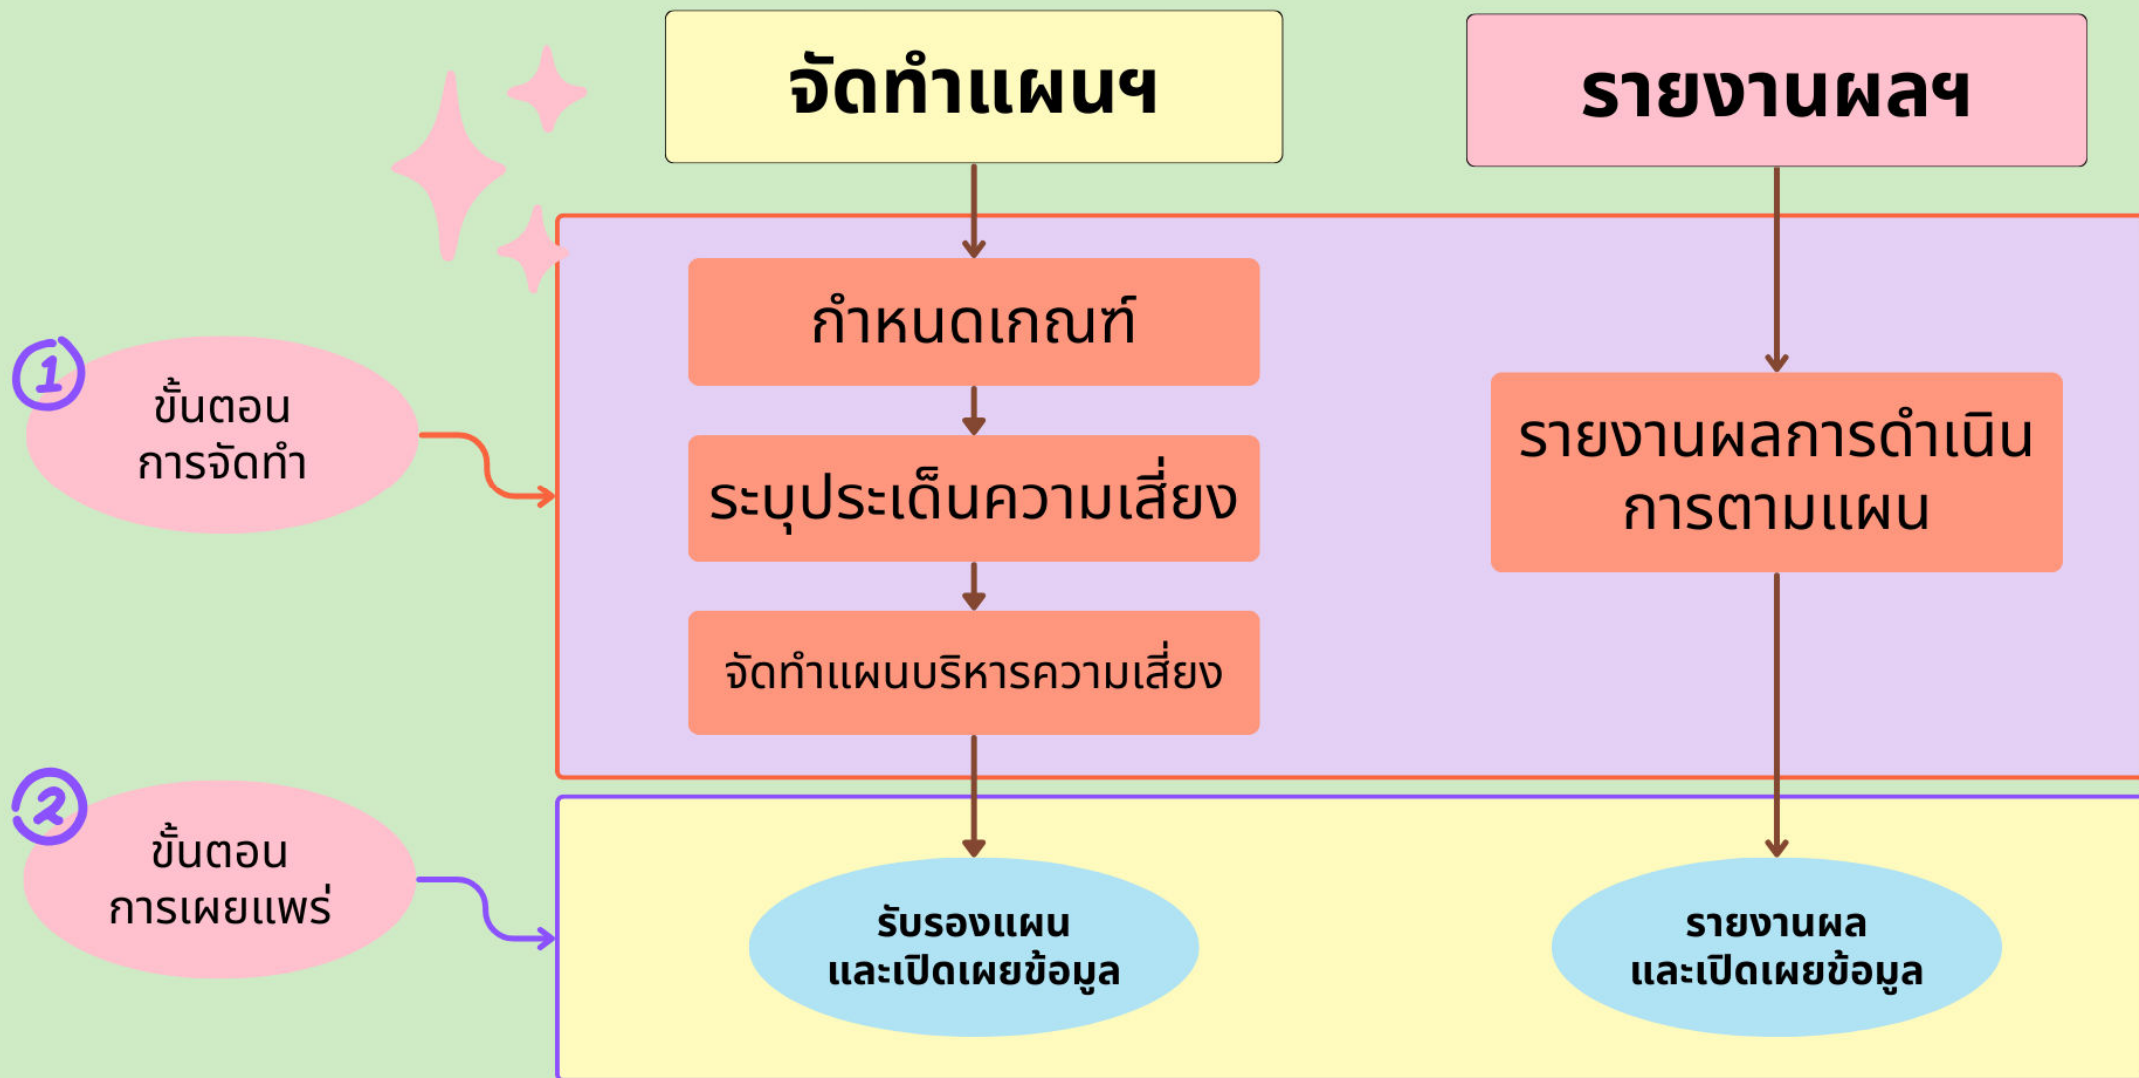 จัดทำแผนฯ
รายงานผลฯ
1
ขั้นตอน
การจัดทำ
กำหนดเกณฑ์
ระบุประเด็นความเสี่ยง
จัดทำแผนบริหารความเสี่ยง
รายงานผลการดำเนิน
การตามแผน
2
ขั้นตอน
การเผยแพร่
รับรองแผน
และเปิดเผยข้อมูล
รายงานผล
และเปิดเผยข้อมูล